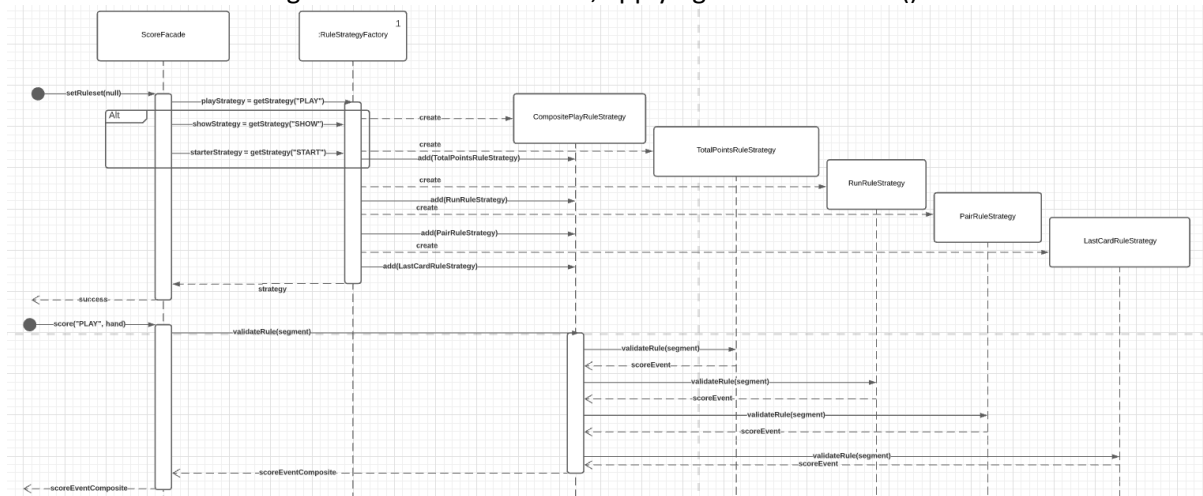 1
ScoreFacade
:RuleStrategyFactory
setRuleset(null)
playStrategy = getStrategy("PLAY")
Alt
showStrategy = getStrategy("SHOW")
create
CompositePlayRuleStrategy
starterStrategy = getStrategy("START")
create
TotalPointsRuleStrategy
add(TotalPointsRuleStrategy)
create
RunRuleStrategy
add(RunRuleStrategy)
create
PairRuleStrategy
add(PairRuleStrategy)
create
LastCardRuleStrategy
add(LastCardRuleStrategy)
strategy
success
score("PLAY", hand)
validateRule(segment)
validateRule(segment)
scoreEvent
validateRule(segment)
scoreEvent
validateRule(segment)
scoreEvent
validateRule(segment)
scoreEvent
scoreEventComposite
scoreEventComposite